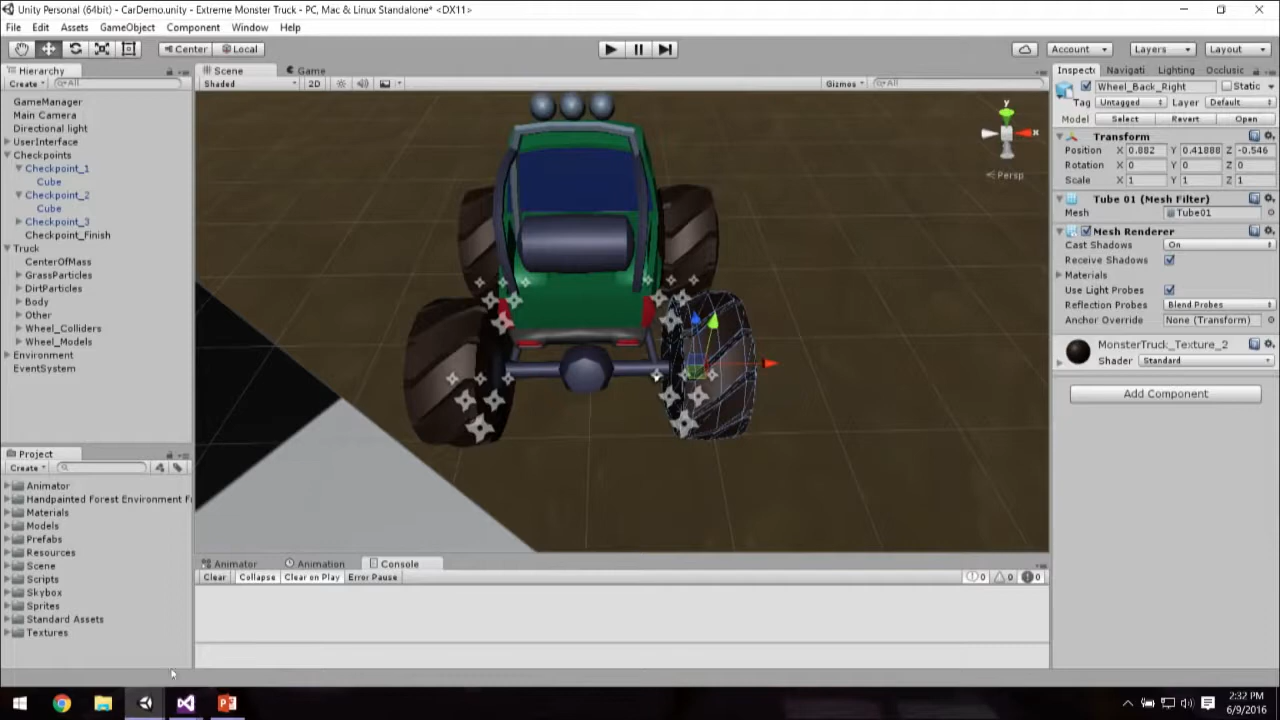 Unity Personal (64bit) - CarDemo.unity - Extreme Monster Truck - PC, Mac & Linux Standalone* <DX11>
File Edit Assets GameObject Component Window Help
Center Local Account Layers Layout
Hierarchy
Create All
GameManager
Main Camera
Directional light
UserInterface
Checkpoints
Checkpoint_1
Cube
Checkpoint_2
Cube
Checkpoint_3
Checkpoint_Finish
Truck
CenterOfMass
GrassParticles
DirtParticles
Body
Other
Wheel_Colliders
Wheel_Models
Environment
EventSystem
Project
Create
Animator
Handpainted Forest Environment F
Materials
Models
Prefabs
Resources
Scene
Scripts
Skybox
Sprites
Standard Assets
Textures
Scene Game
Shaded 2D Gizmos All
y
x
Persp
Animator Animation Console
Clear Collapse Clear on Play Error Pause 0 0 0
Inspect Navigati Lighting Occlusic
Wheel_Back_Right Static
Tag Untagged Layer Default
Model Select Revert Open
Transform
Position X 0.882 Y 0.41888 Z -0.546
Rotation X 0 Y 0 Z 0
Scale X 1 Y 1 Z 1
Tube 01 (Mesh Filter)
Mesh Tube01
Mesh Renderer
Cast Shadows On
Receive Shadows
Materials
Use Light Probes
Reflection Probes Blend Probes
Anchor Override None (Transform)
MonsterTruck_Texture_2
Shader Standard
Add Component
2:32 PM
6/9/2016